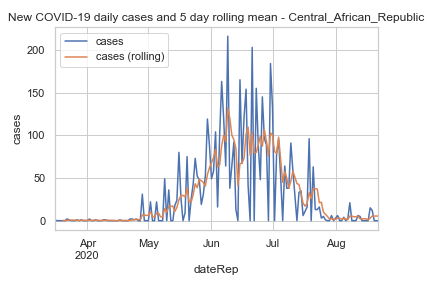 New COVID-19 daily cases and 5 day rolling mean - Central_African_Republic
cases
cases (rolling)
200
150
100
50
0
cases
Apr
2020
May
Jun
Jul
Aug
dateRep